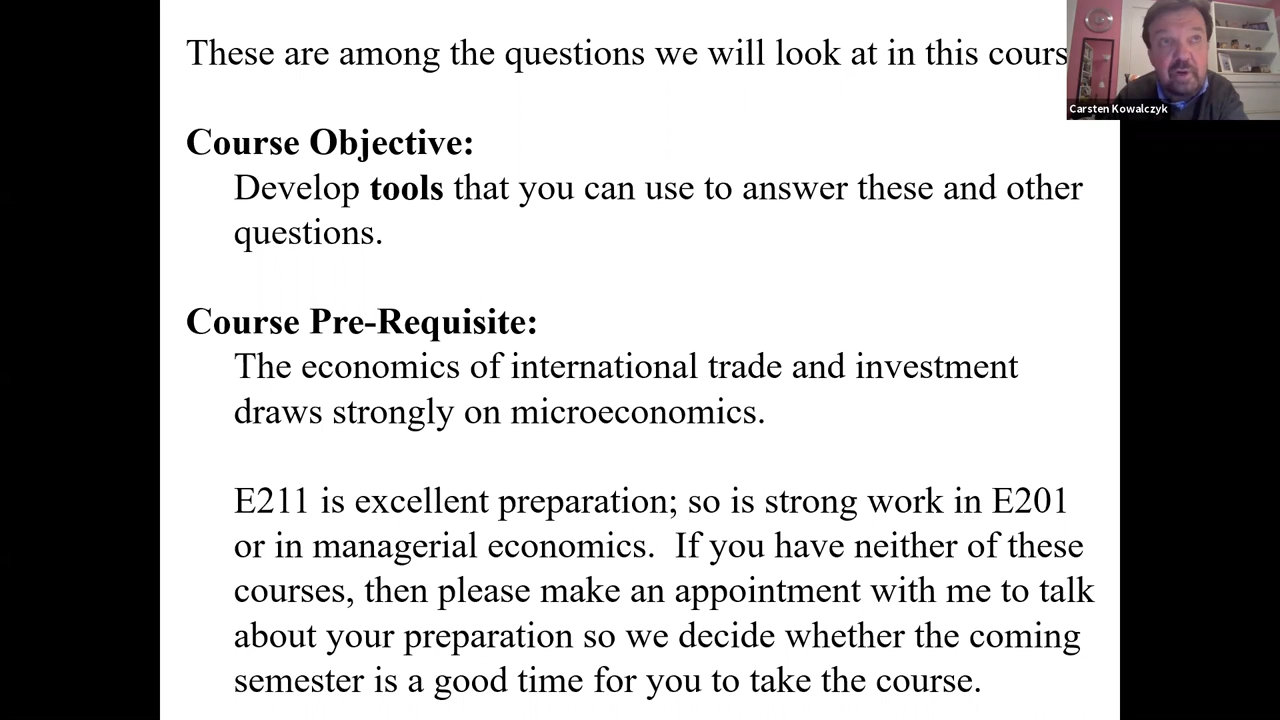 These are among the questions we will look at in this cours
Carsten Kowalczyk
Course Objective:
Develop tools that you can use to answer these and other
questions.
Course Pre-Requisite:
The economics of international trade and investment
draws strongly on microeconomics.
E211 is excellent preparation; so is strong work in E201
or in managerial economics.  If you have neither of these
courses, then please make an appointment with me to talk
about your preparation so we decide whether the coming
semester is a good time for you to take the course.